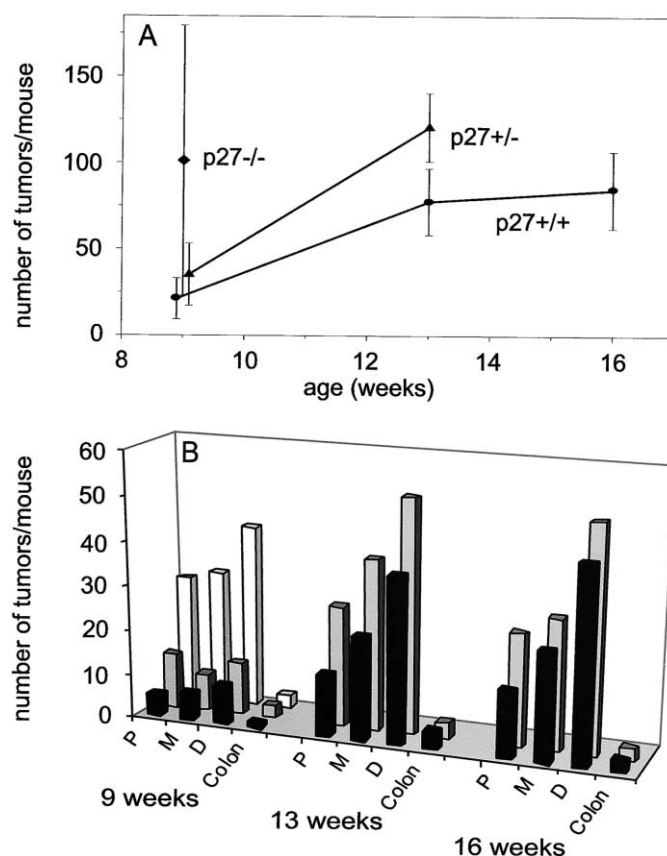 A
number of tumors/mouse
150
100
50
0
p27-/-
p27+/-
p27+/+
8 10 12 14 16
age (weeks)
B
number of tumors/mouse
60
50
40
30
20
10
0
P M D Colon P M D Colon P M D Colon
9 weeks 13 weeks 16 weeks